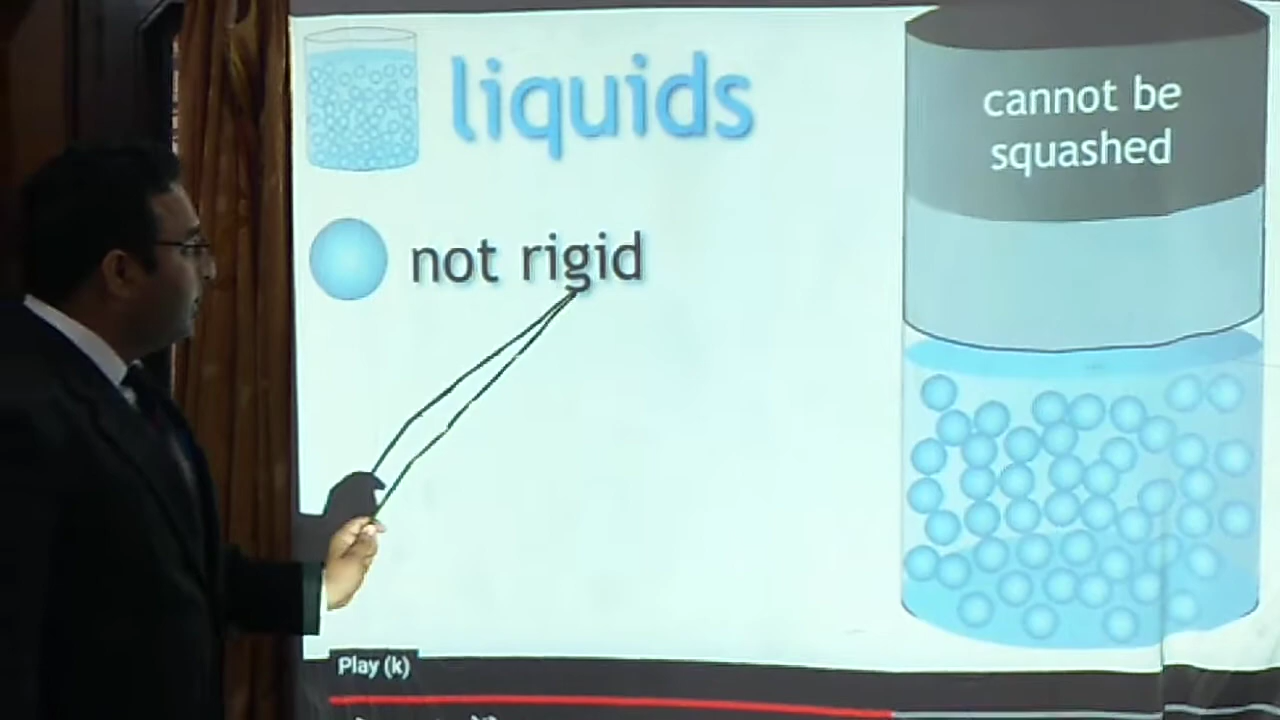 liquids
not rigid
cannot be
squashed
Play (k)